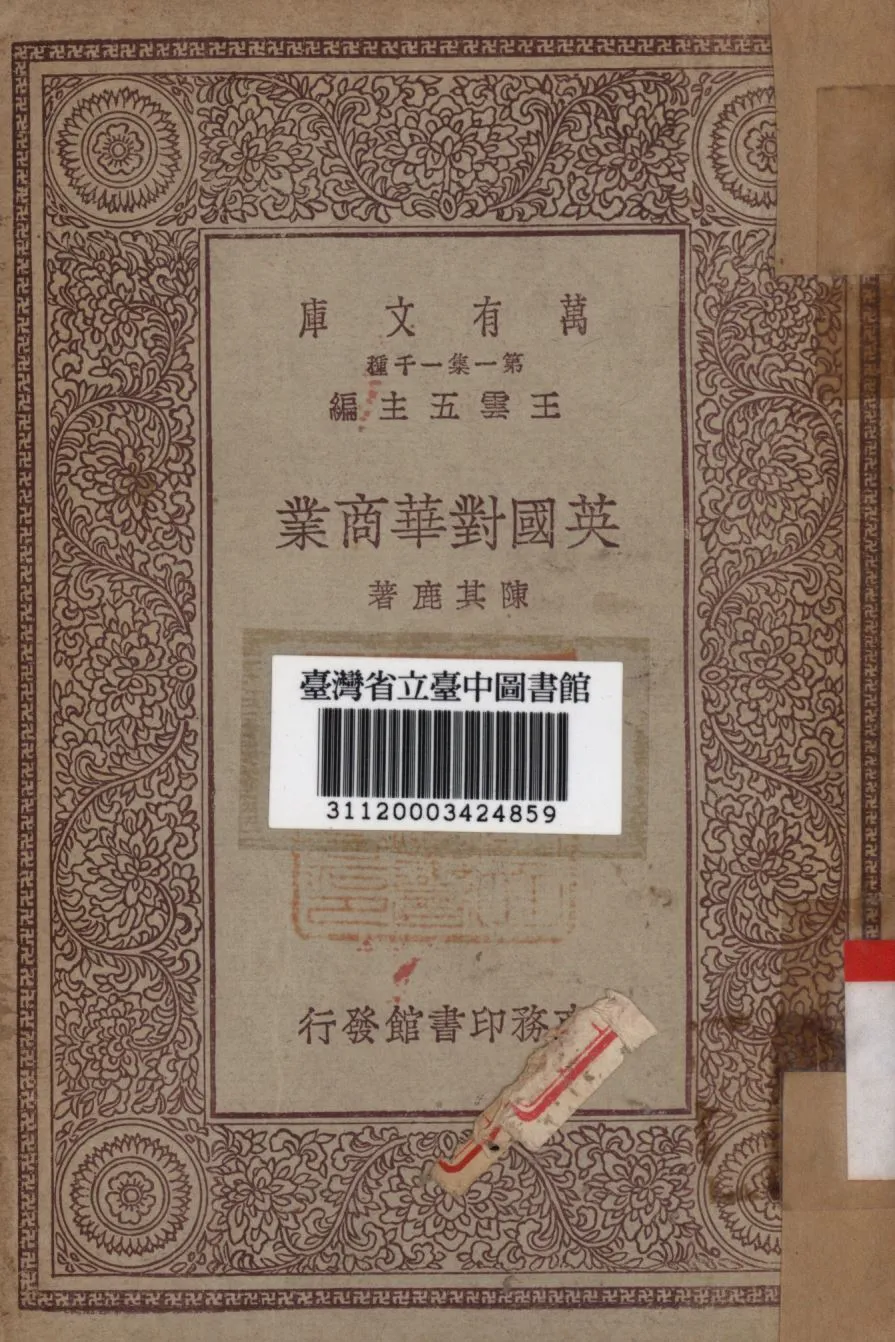 萬有文庫
第一集一千種
王雲五主編
英國對華商業
陳其鹿著
臺灣省立臺中圖書館
31120003424859
務印書館發行